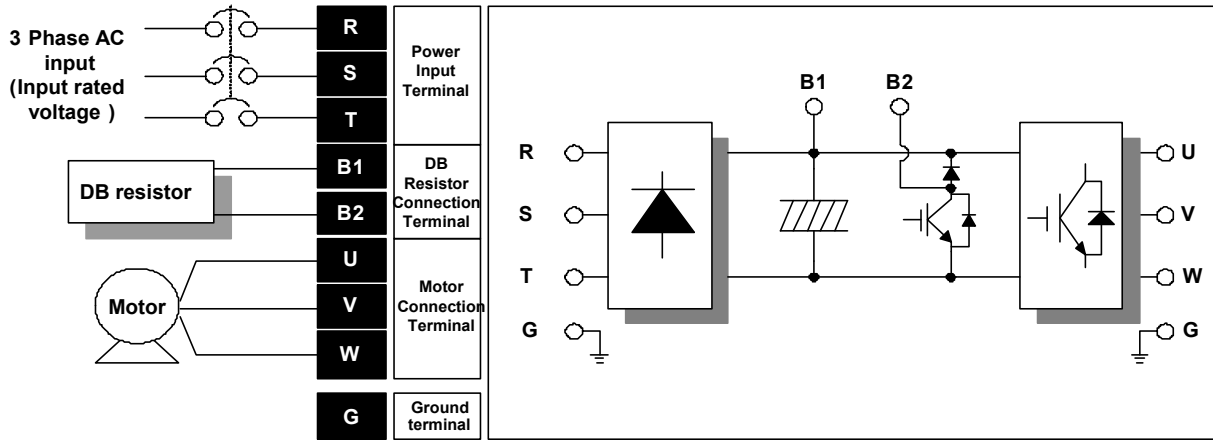 3 Phase AC
input
(Input rated
voltage )
R
S
T
Power
Input
Terminal
DB resistor
B1
B2
DB
Resistor
Connection
Terminal
Motor
U
V
W
Motor
Connection
Terminal
G
Ground
terminal
B1 B2
R
S
T
G
U
V
W
G